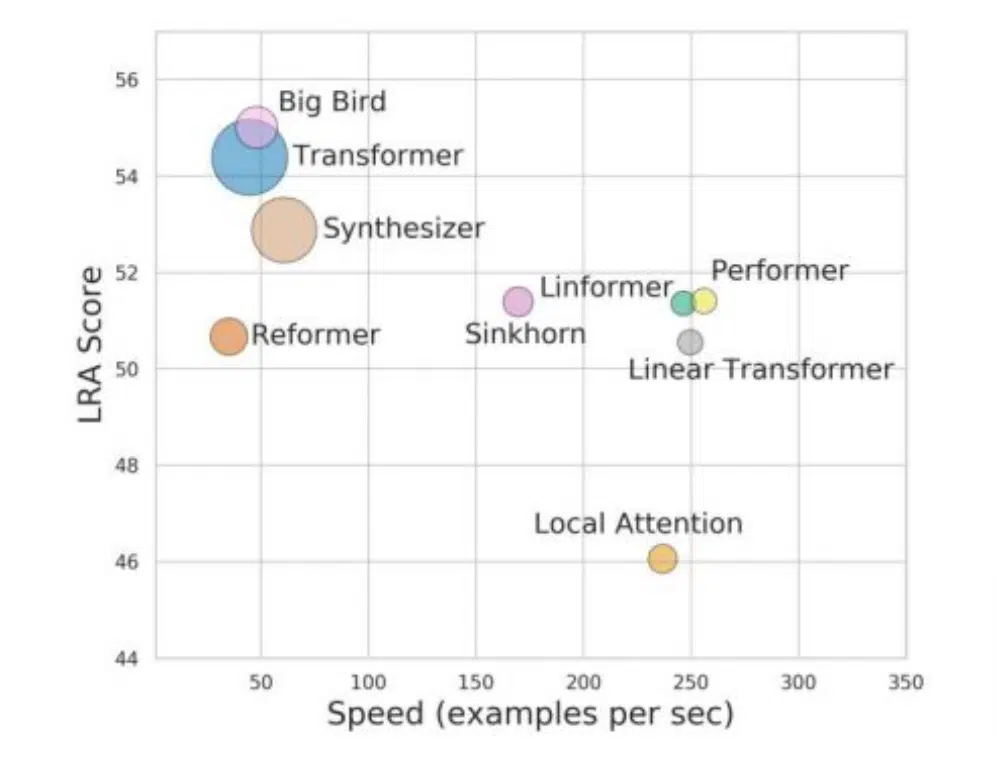 56
Big Bird
Transformer
54
Synthesizer
52
Performer
Linformer
Sinkhorn
Reformer
50
Linear Transformer
LRA Score
48
Local Attention
46
44
50 100 150 200 250 300 350
Speed (examples per sec)